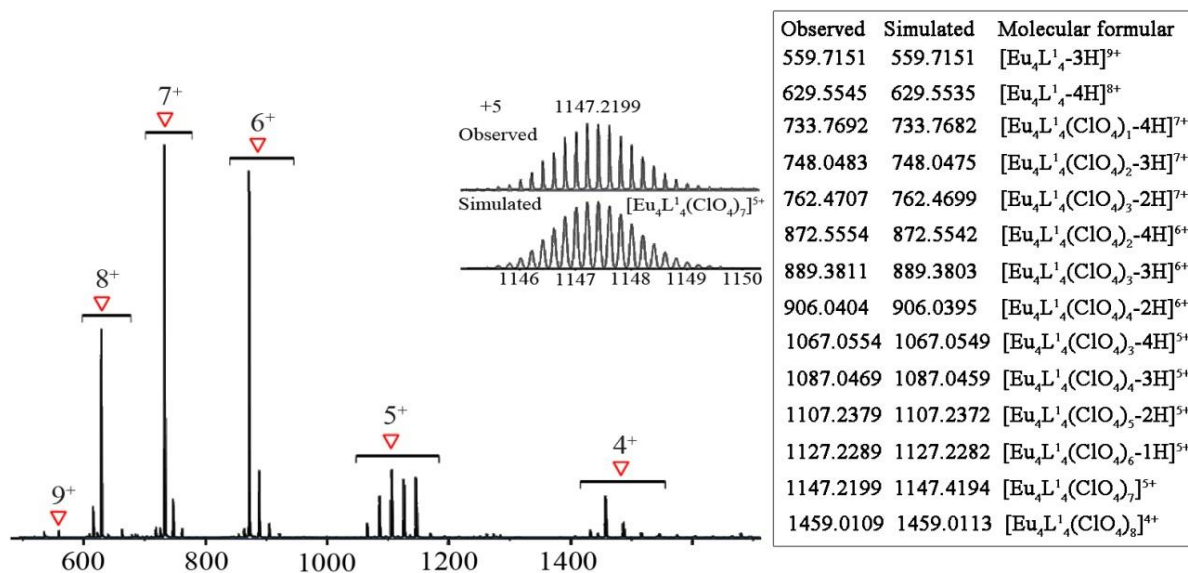 7⁺
6⁺
8⁺
9⁺
5⁺
4⁺
600 800 1000 1200 1400
+5 1147.2199
Observed
Simulated [Eu₄L¹₄(ClO₄)₇]⁵⁺
1146 1147 1148 1149 1150
Observed Simulated Molecular formular
559.7151 559.7151 [Eu₄L¹₄-3H]⁹⁺
629.5545 629.5535 [Eu₄L¹₄-4H]⁸⁺
733.7692 733.7682 [Eu₄L¹₄(ClO₄)₁-4H]⁷⁺
748.0483 748.0475 [Eu₄L¹₄(ClO₄)₂-3H]⁷⁺
762.4707 762.4699 [Eu₄L¹₄(ClO₄)₃-2H]⁷⁺
872.5554 872.5542 [Eu₄L¹₄(ClO₄)₂-4H]⁶⁺
889.3811 889.3803 [Eu₄L¹₄(ClO₄)₃-3H]⁶⁺
906.0404 906.0395 [Eu₄L¹₄(ClO₄)₄-2H]⁶⁺
1067.0554 1067.0549 [Eu₄L¹₄(ClO₄)₃-4H]⁵⁺
1087.0469 1087.0459 [Eu₄L¹₄(ClO₄)₄-3H]⁵⁺
1107.2379 1107.2372 [Eu₄L¹₄(ClO₄)₅-2H]⁵⁺
1127.2289 1127.2282 [Eu₄L¹₄(ClO₄)₆-1H]⁵⁺
1147.2199 1147.4194 [Eu₄L¹₄(ClO₄)₇]⁵⁺
1459.0109 1459.0113 [Eu₄L¹₄(ClO₄)₈]⁴⁺